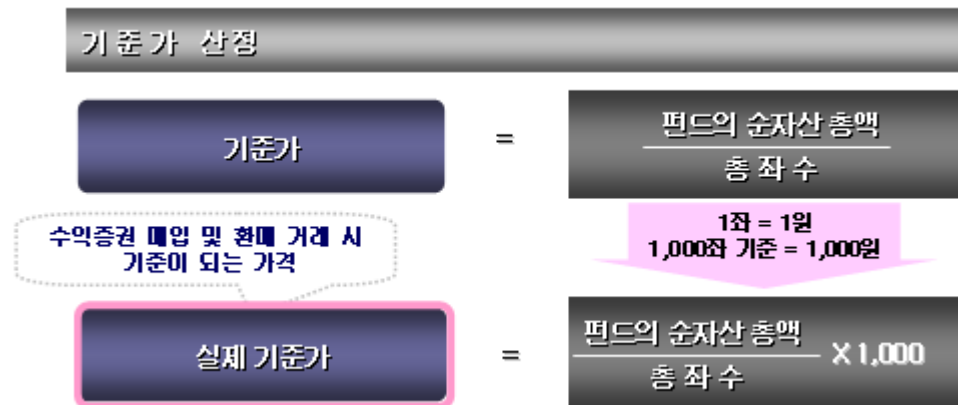 기준가 산정
기준가
=
펀드의 순자산 총액
총 좌 수
수익증권 매입 및 환매 거래 시
기준이 되는 가격
1좌 = 1원
1,000좌 기준 = 1,000원
실제 기준가
=
펀드의 순자산 총액
총 좌 수
X 1,000